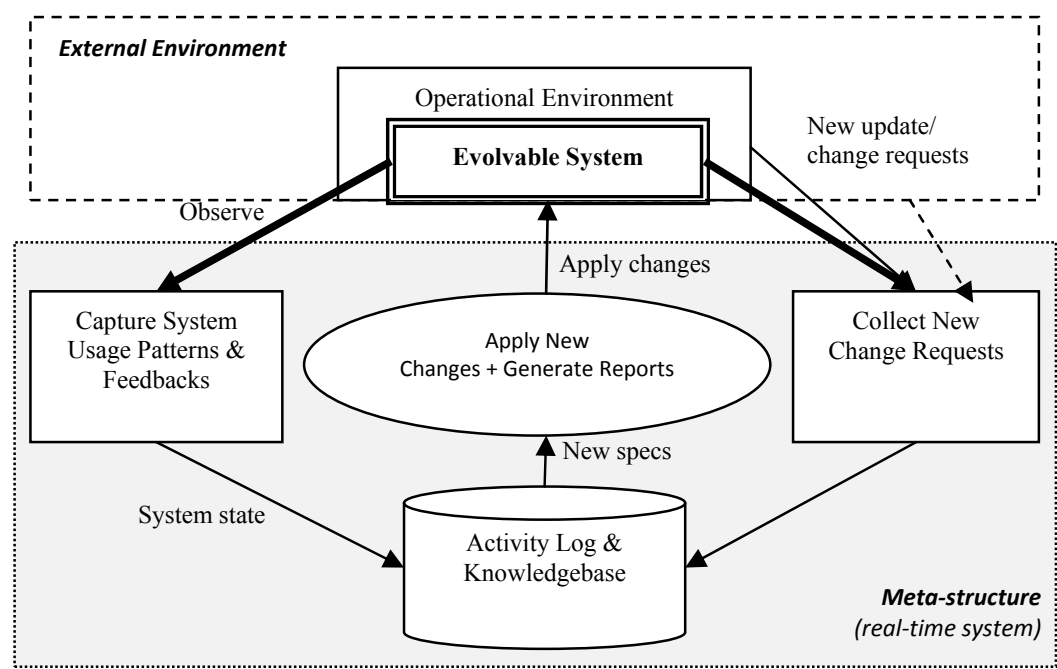 External Environment
Operational Environment
Evolvable System
New update/
change requests
Observe
Apply changes
Capture System
Usage Patterns &
Feedbacks
Apply New
Changes + Generate Reports
Collect New
Change Requests
New specs
System state
Activity Log &
Knowledgebase
Meta-structure
(real-time system)